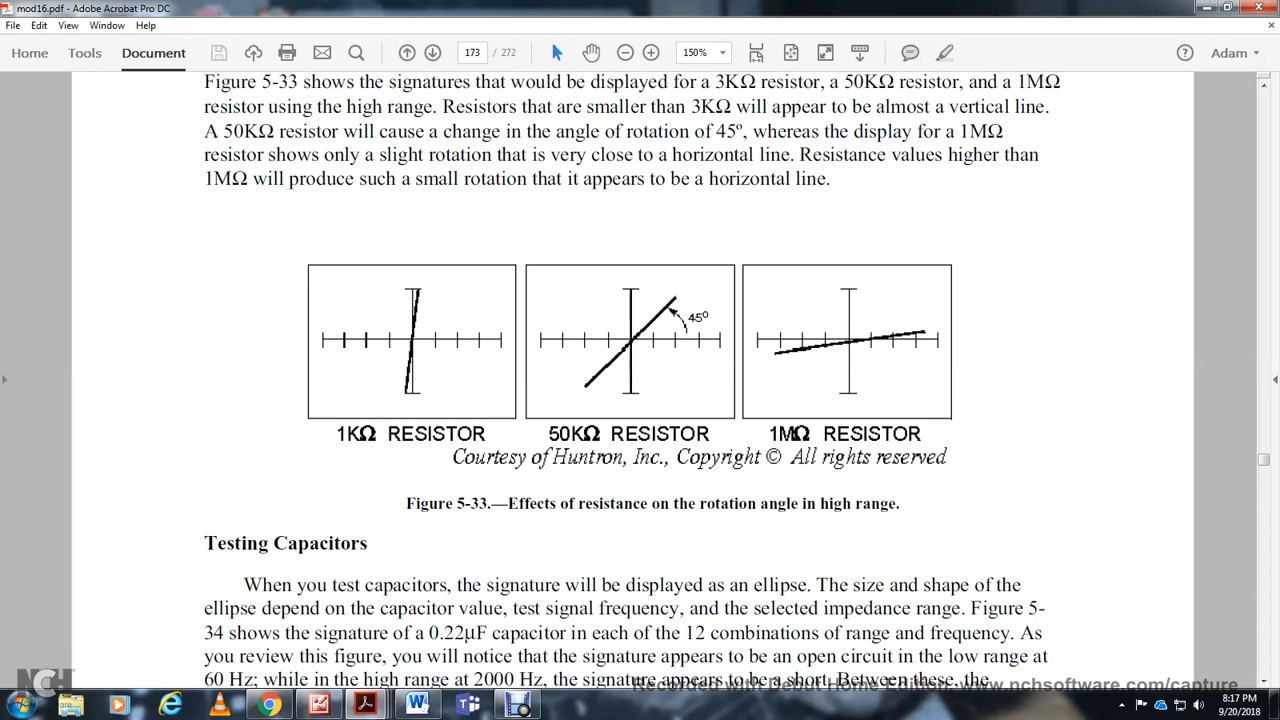 mod16.pdf - Adobe Acrobat Pro DC
File Edit View Window Help
Home Tools Document 173 / 272 150% Adam
Figure 5-33 shows the signatures that would be displayed for a 3KΩ resistor, a 50KΩ resistor, and a 1MΩ
resistor using the high range. Resistors that are smaller than 3KΩ will appear to be almost a vertical line.
A 50KΩ resistor will cause a change in the angle of rotation of 45º, whereas the display for a 1MΩ
resistor shows only a slight rotation that is very close to a horizontal line. Resistance values higher than
1MΩ will produce such a small rotation that it appears to be a horizontal line.
45º
1KΩ RESISTOR 50KΩ RESISTOR 1MΩ RESISTOR
Courtesy of Huntron, Inc., Copyright © All rights reserved
Figure 5-33.—Effects of resistance on the rotation angle in high range.
Testing Capacitors
When you test capacitors, the signature will be displayed as an ellipse. The size and shape of the
ellipse depend on the capacitor value, test signal frequency, and the selected impedance range. Figure 5-
34 shows the signature of a 0.22µF capacitor in each of the 12 combinations of range and frequency. As
you review this figure, you will notice that the signature appears to be an open circuit in the low range at
60 Hz; while in the high range at 2000 Hz, the signature appears to be a short. Between these, the
Recorded with Debut Home Edition. www.nchsoftware.com/capture
NCH
8:17 PM
9/20/2018